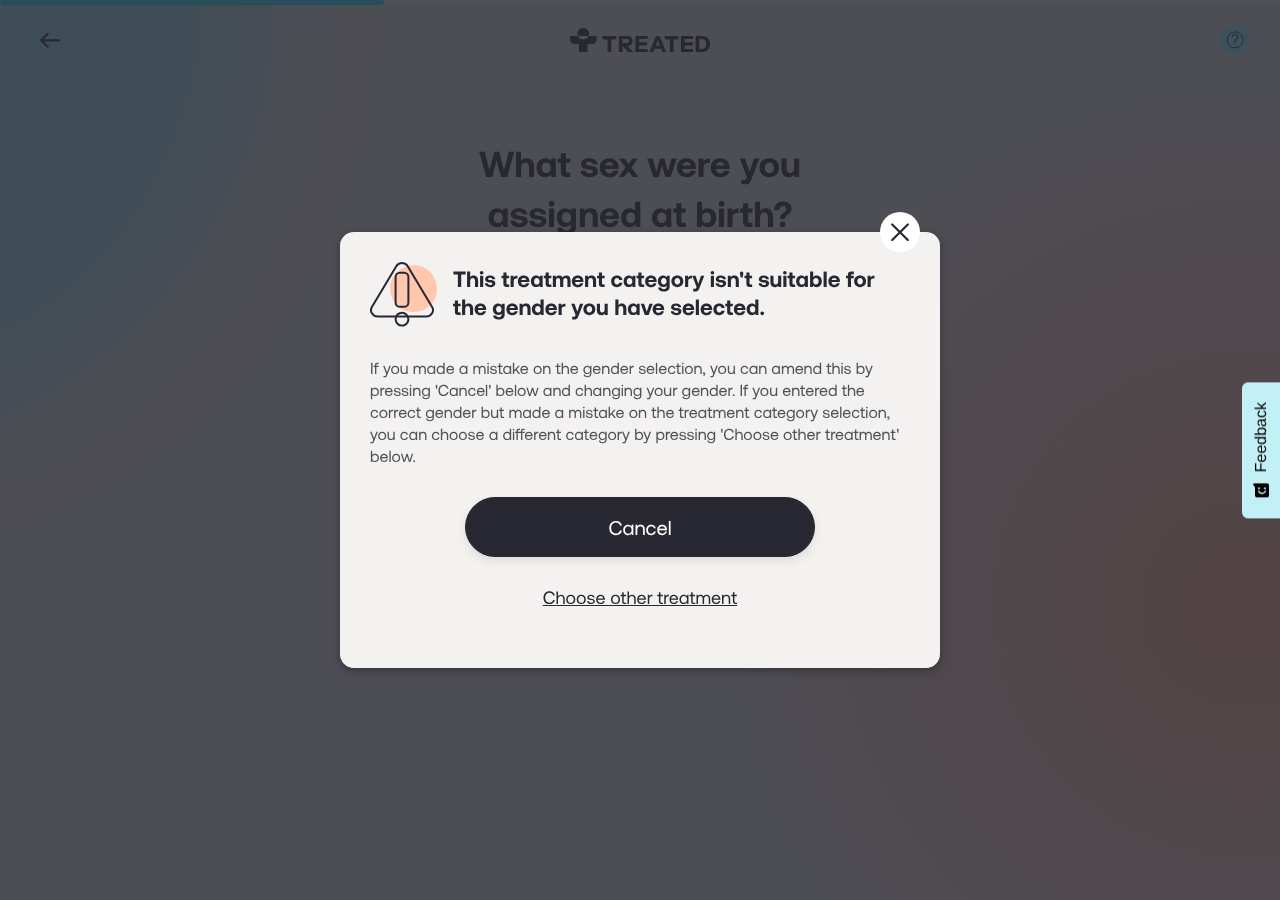 TREATED
What sex were you
assigned at birth?
This treatment category isn't suitable for
the gender you have selected.
If you made a mistake on the gender selection, you can amend this by
pressing 'Cancel' below and changing your gender. If you entered the
correct gender but made a mistake on the treatment category selection,
you can choose a different category by pressing 'Choose other treatment'
below.
Cancel
Choose other treatment
Feedback